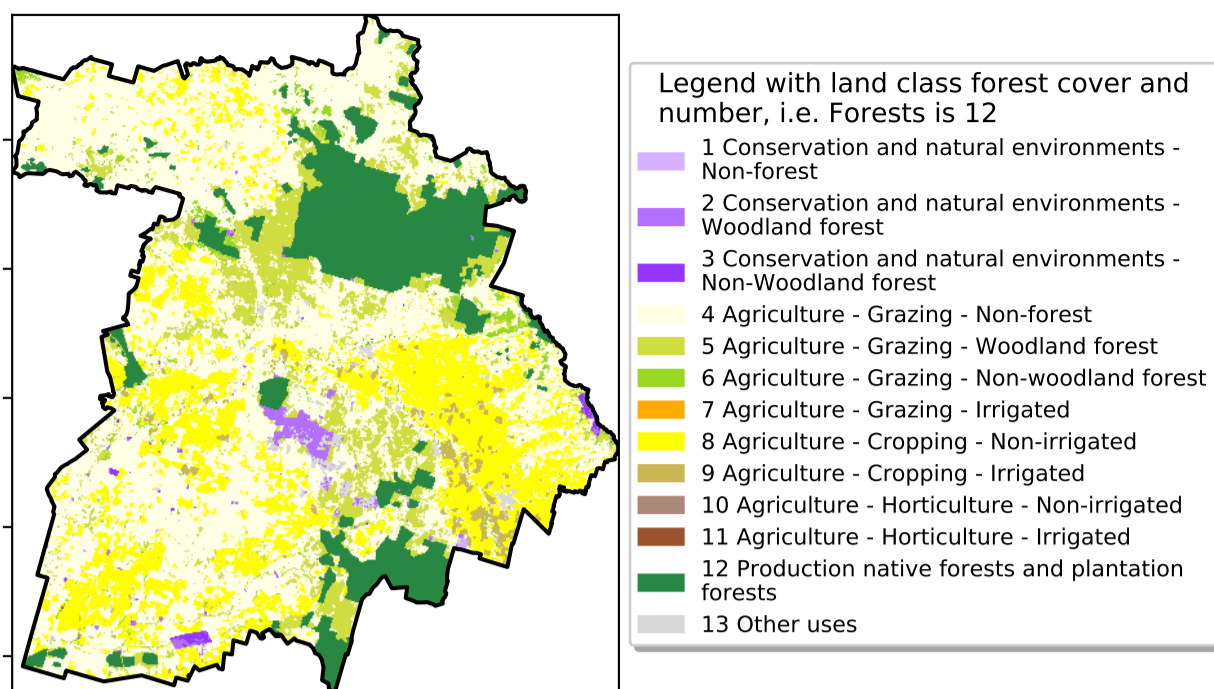 Legend with land class forest cover and
number, i.e. Forests is 12
1 Conservation and natural environments -
Non-forest
2 Conservation and natural environments -
Woodland forest
3 Conservation and natural environments -
Non-Woodland forest
4 Agriculture - Grazing - Non-forest
5 Agriculture - Grazing - Woodland forest
6 Agriculture - Grazing - Non-woodland forest
7 Agriculture - Grazing - Irrigated
8 Agriculture - Cropping - Non-irrigated
9 Agriculture - Cropping - Irrigated
10 Agriculture - Horticulture - Non-irrigated
11 Agriculture - Horticulture - Irrigated
12 Production native forests and plantation
forests
13 Other uses